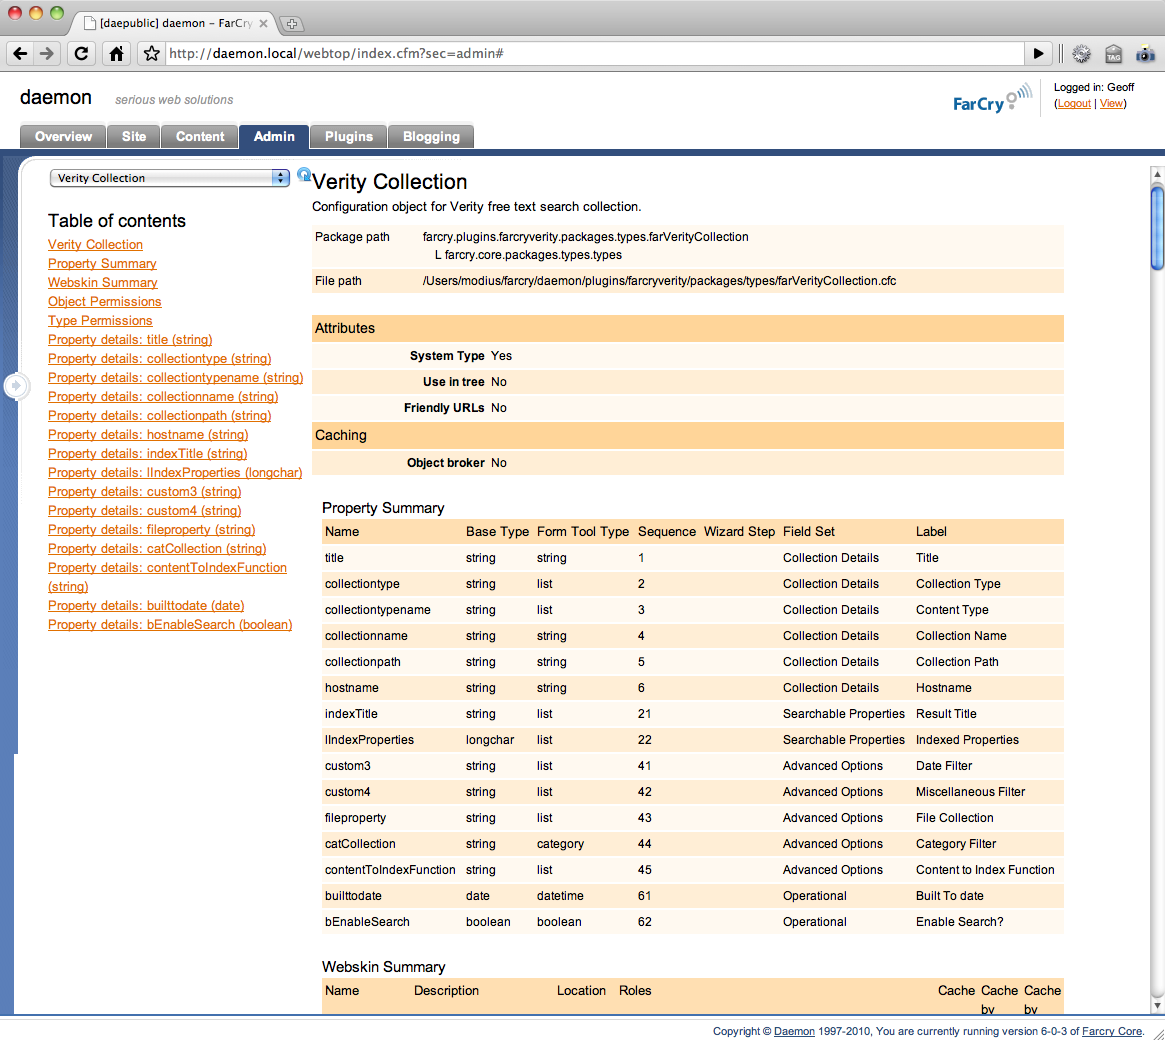 [daepublic] daemon – FarCry
http://daemon.local/webtop/index.cfm?sec=admin#
TAG
daemon serious web solutions
FarCry
Logged in: Geoff
(Logout | View)
Overview Site Content Admin Plugins Blogging
Verity Collection
Table of contents
Verity Collection
Property Summary
Webskin Summary
Object Permissions
Type Permissions
Property details: title (string)
Property details: collectiontype (string)
Property details: collectiontypename (string)
Property details: collectionname (string)
Property details: collectionpath (string)
Property details: hostname (string)
Property details: indexTitle (string)
Property details: lIndexProperties (longchar)
Property details: custom3 (string)
Property details: custom4 (string)
Property details: fileproperty (string)
Property details: catCollection (string)
Property details: contentToIndexFunction
(string)
Property details: builttodate (date)
Property details: bEnableSearch (boolean)
Verity Collection
Configuration object for Verity free text search collection.
Package path farcry.plugins.farcryverity.packages.types.farVerityCollection
L farcry.core.packages.types.types
File path /Users/modius/farcry/daemon/plugins/farcryverity/packages/types/farVerityCollection.cfc
Attributes
System Type Yes
Use in tree No
Friendly URLs No
Caching
Object broker No
Property Summary
Name Base Type Form Tool Type Sequence Wizard Step Field Set Label
title string string 1 Collection Details Title
collectiontype string list 2 Collection Details Collection Type
collectiontypename string list 3 Collection Details Content Type
collectionname string string 4 Collection Details Collection Name
collectionpath string string 5 Collection Details Collection Path
hostname string string 6 Collection Details Hostname
indexTitle string list 21 Searchable Properties Result Title
lIndexProperties longchar list 22 Searchable Properties Indexed Properties
custom3 string list 41 Advanced Options Date Filter
custom4 string list 42 Advanced Options Miscellaneous Filter
fileproperty string list 43 Advanced Options File Collection
catCollection string category 44 Advanced Options Category Filter
contentToIndexFunction string list 45 Advanced Options Content to Index Function
builttodate date datetime 61 Operational Built To date
bEnableSearch boolean boolean 62 Operational Enable Search?
Webskin Summary
Name Description Location Roles Cache Cache Cache
by by
Copyright © Daemon 1997-2010, You are currently running version 6-0-3 of Farcry Core.